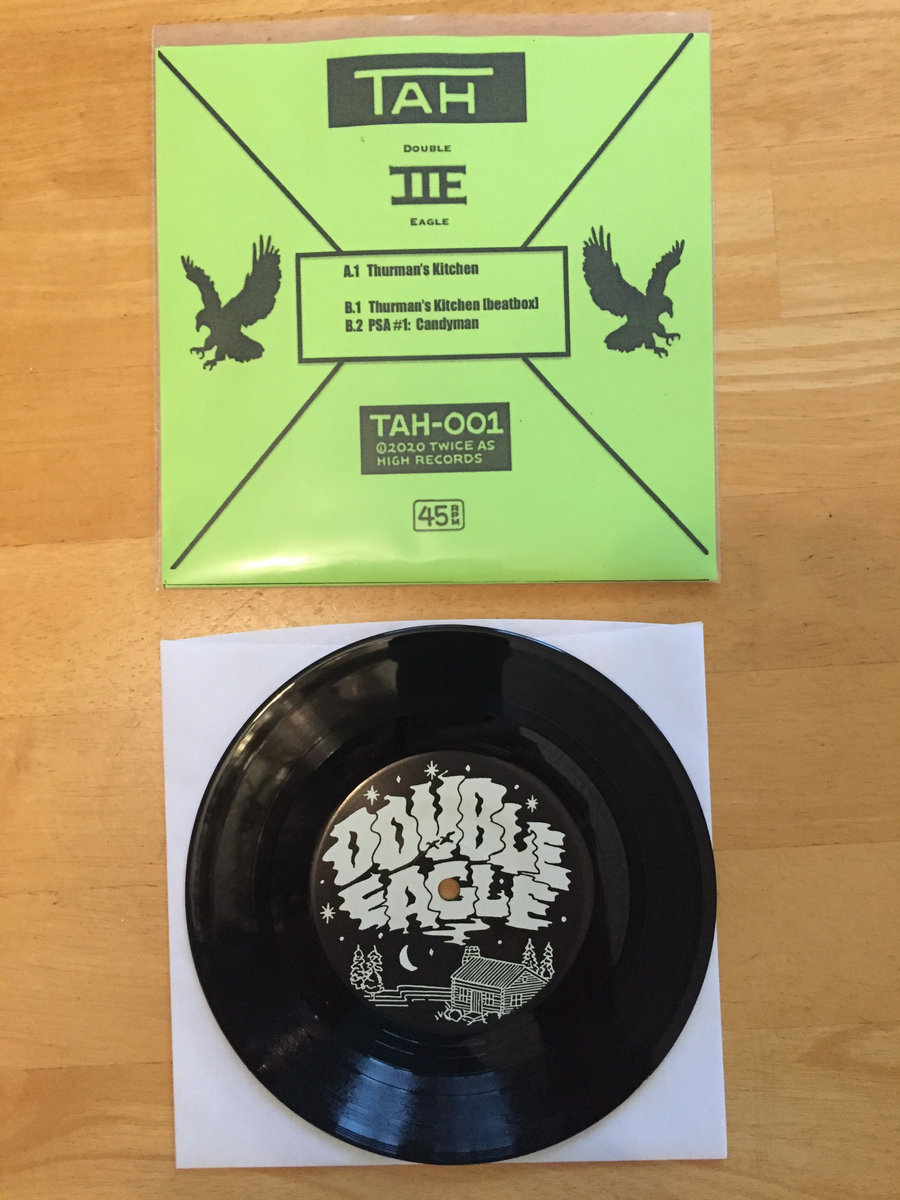 TAH
DOUBLE
IIE
EAGLE
A.1 Thurman's Kitchen
B.1 Thurman's Kitchen [beatbox]
B.2 PSA #1: Candyman
TAH-001
©2020 TWICE AS
HIGH RECORDS
45 RPM
DOUBLE
EAGLE